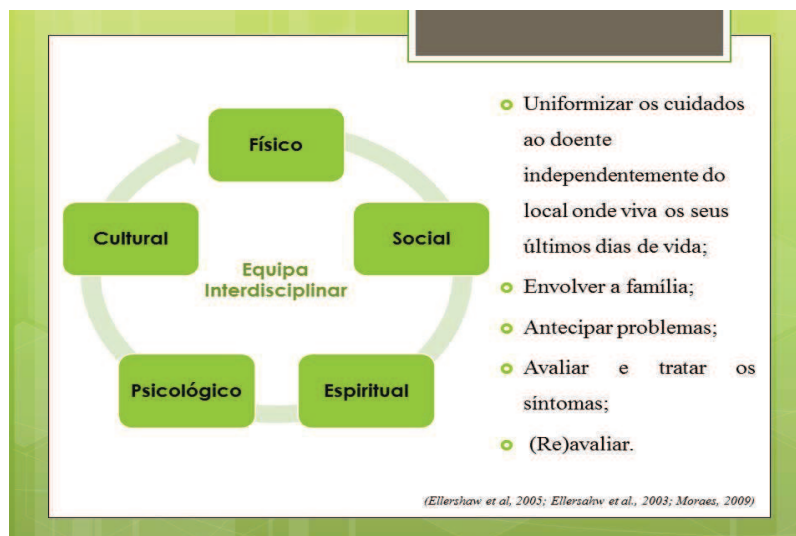 Físico
Social
Espiritual
Psicológico
Cultural
Equipa
Interdisciplinar
Uniformizar os cuidados
ao doente
independentemente do
local onde viva os seus
últimos dias de vida;
Envolver a família;
Antecipar problemas;
Avaliar e tratar os
síntomas;
(Re)avaliar.
(Ellershaw et al, 2005; Ellersahw et al., 2003; Moraes, 2009)